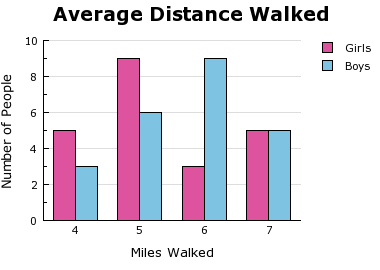 Average Distance Walked
Girls
Boys
Number of People
10
8
6
4
2
0
4 5 6 7
Miles Walked